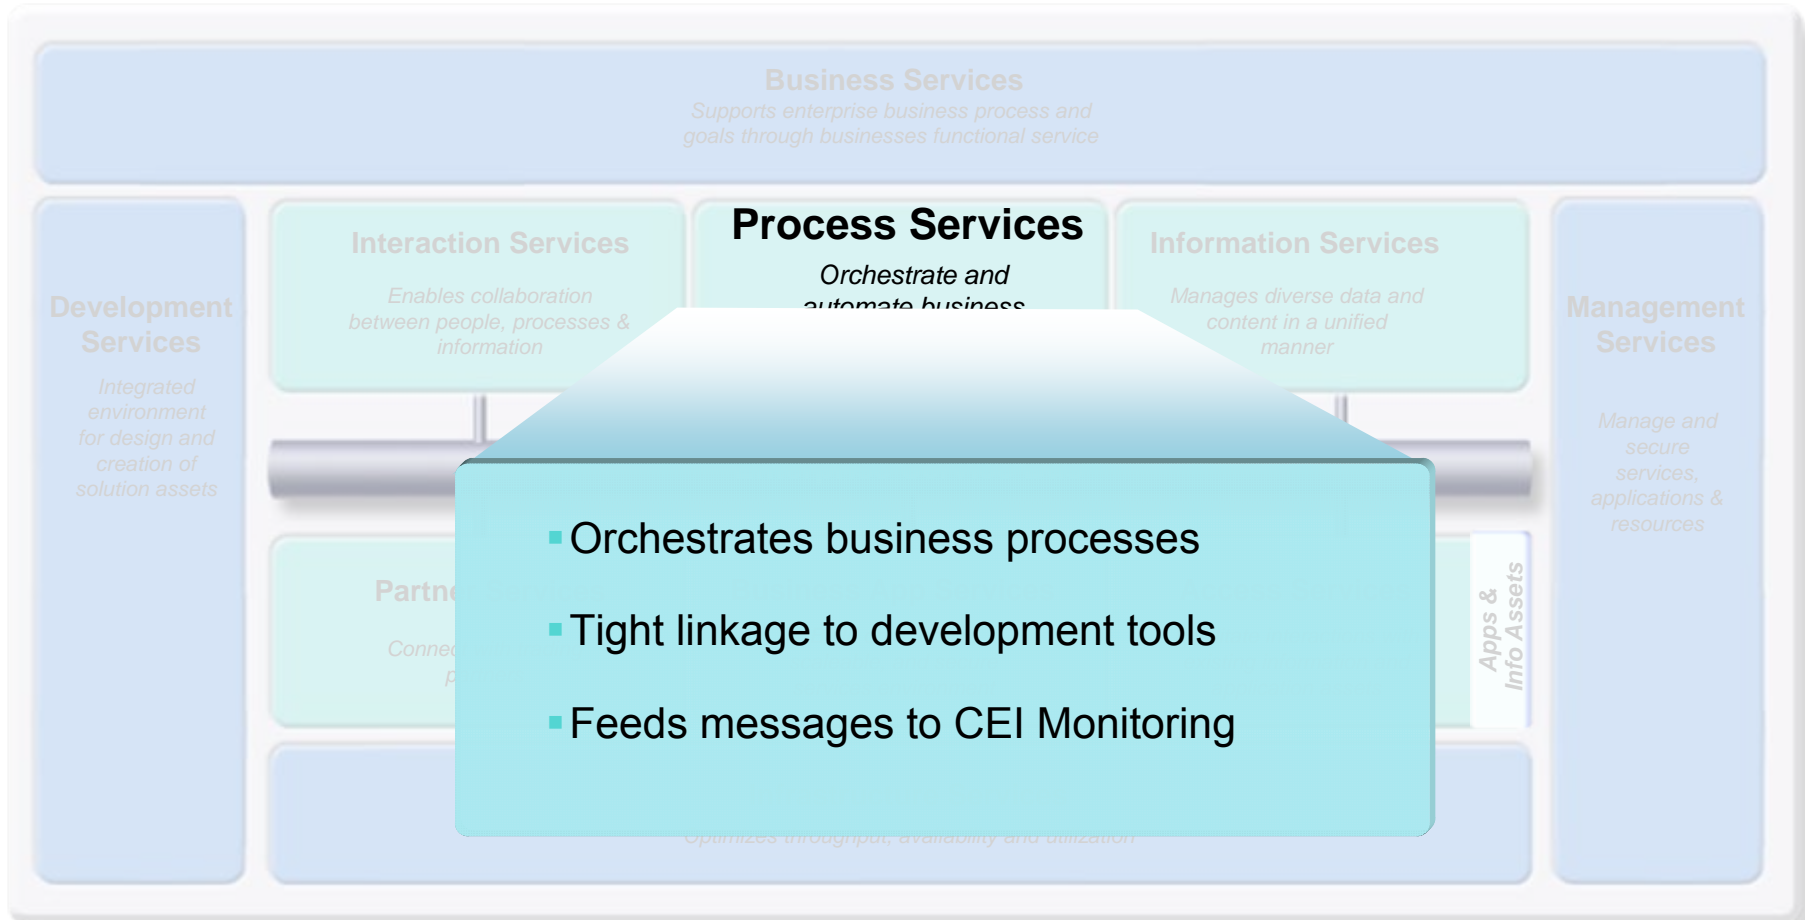 Business Services
Supports enterprise business process and
goals through businesses functional service
Development
Services
Integrated
environment
for design and
creation of
solution assets
Interaction Services
Enables collaboration
between people, processes &
information
Process Services
Orchestrate and
automate business
Information Services
Manages diverse data and
content in a unified
manner
Management
Services
Manage and
secure
services,
applications &
resources
Orchestrates business processes
Tight linkage to development tools
Feeds messages to CEI Monitoring
Apps &
Info Assets
Optimizes throughput, availability and utilization